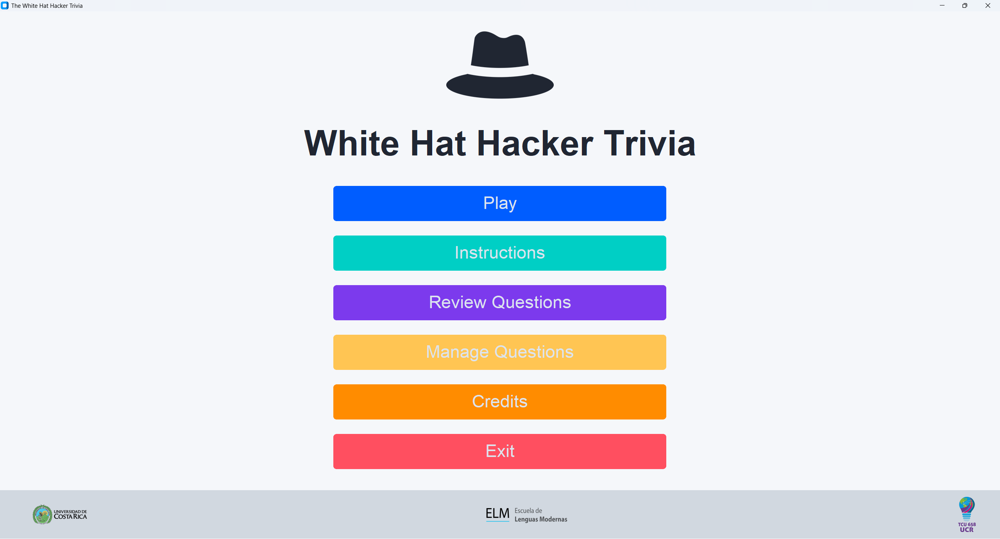 The White Hat Hacker Trivia
White Hat Hacker Trivia
Play
Instructions
Review Questions
Manage Questions
Credits
Exit
UNIVERSIDAD DE
COSTA RICA
ELM
Escuela de
Lenguas Modernas
TCU 658
UCR